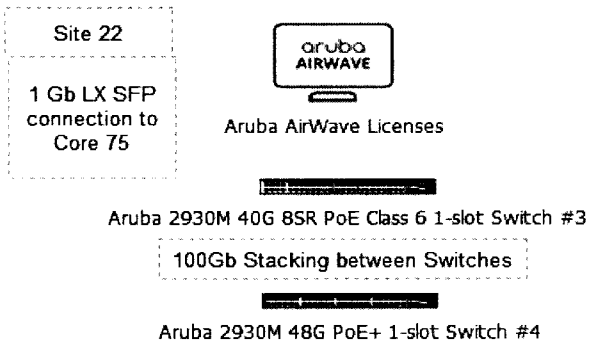 Site 22
1 Gb LX SFP
connection to
Core 75
aruba
AIRWAVE
Aruba AirWave Licenses
Aruba 2930M 40G 8SR PoE Class 6 1-slot Switch #3
100Gb Stacking between Switches
Aruba 2930M 48G PoE+ 1-slot Switch #4